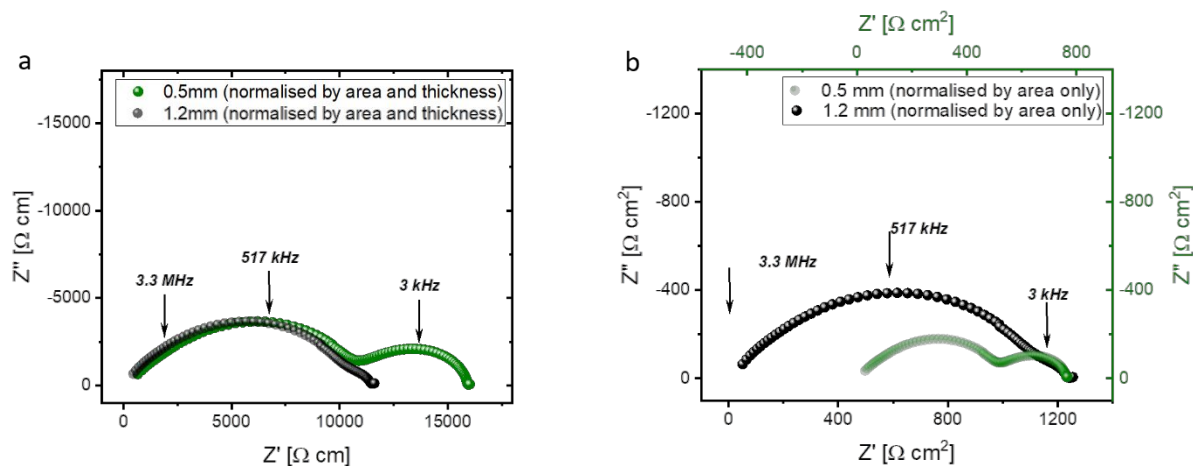 a
0.5mm (normalised by area and thickness)
1.2mm (normalised by area and thickness)
-15000
-10000
-5000
0
Z" [Ω cm]
3.3 MHz
517 kHz
3 kHz
0 5000 10000 15000
Z' [Ω cm]
b
Z' [Ω cm²]
-400 0 400 800
0.5 mm (normalised by area only)
1.2 mm (normalised by area only)
-1200
-800
-400
0
Z" [Ω cm²]
517 kHz
3.3 MHz
3 kHz
-1200
-800
-400
0
Z" [Ω cm²]
0 400 800 1200
Z' [Ω cm²]